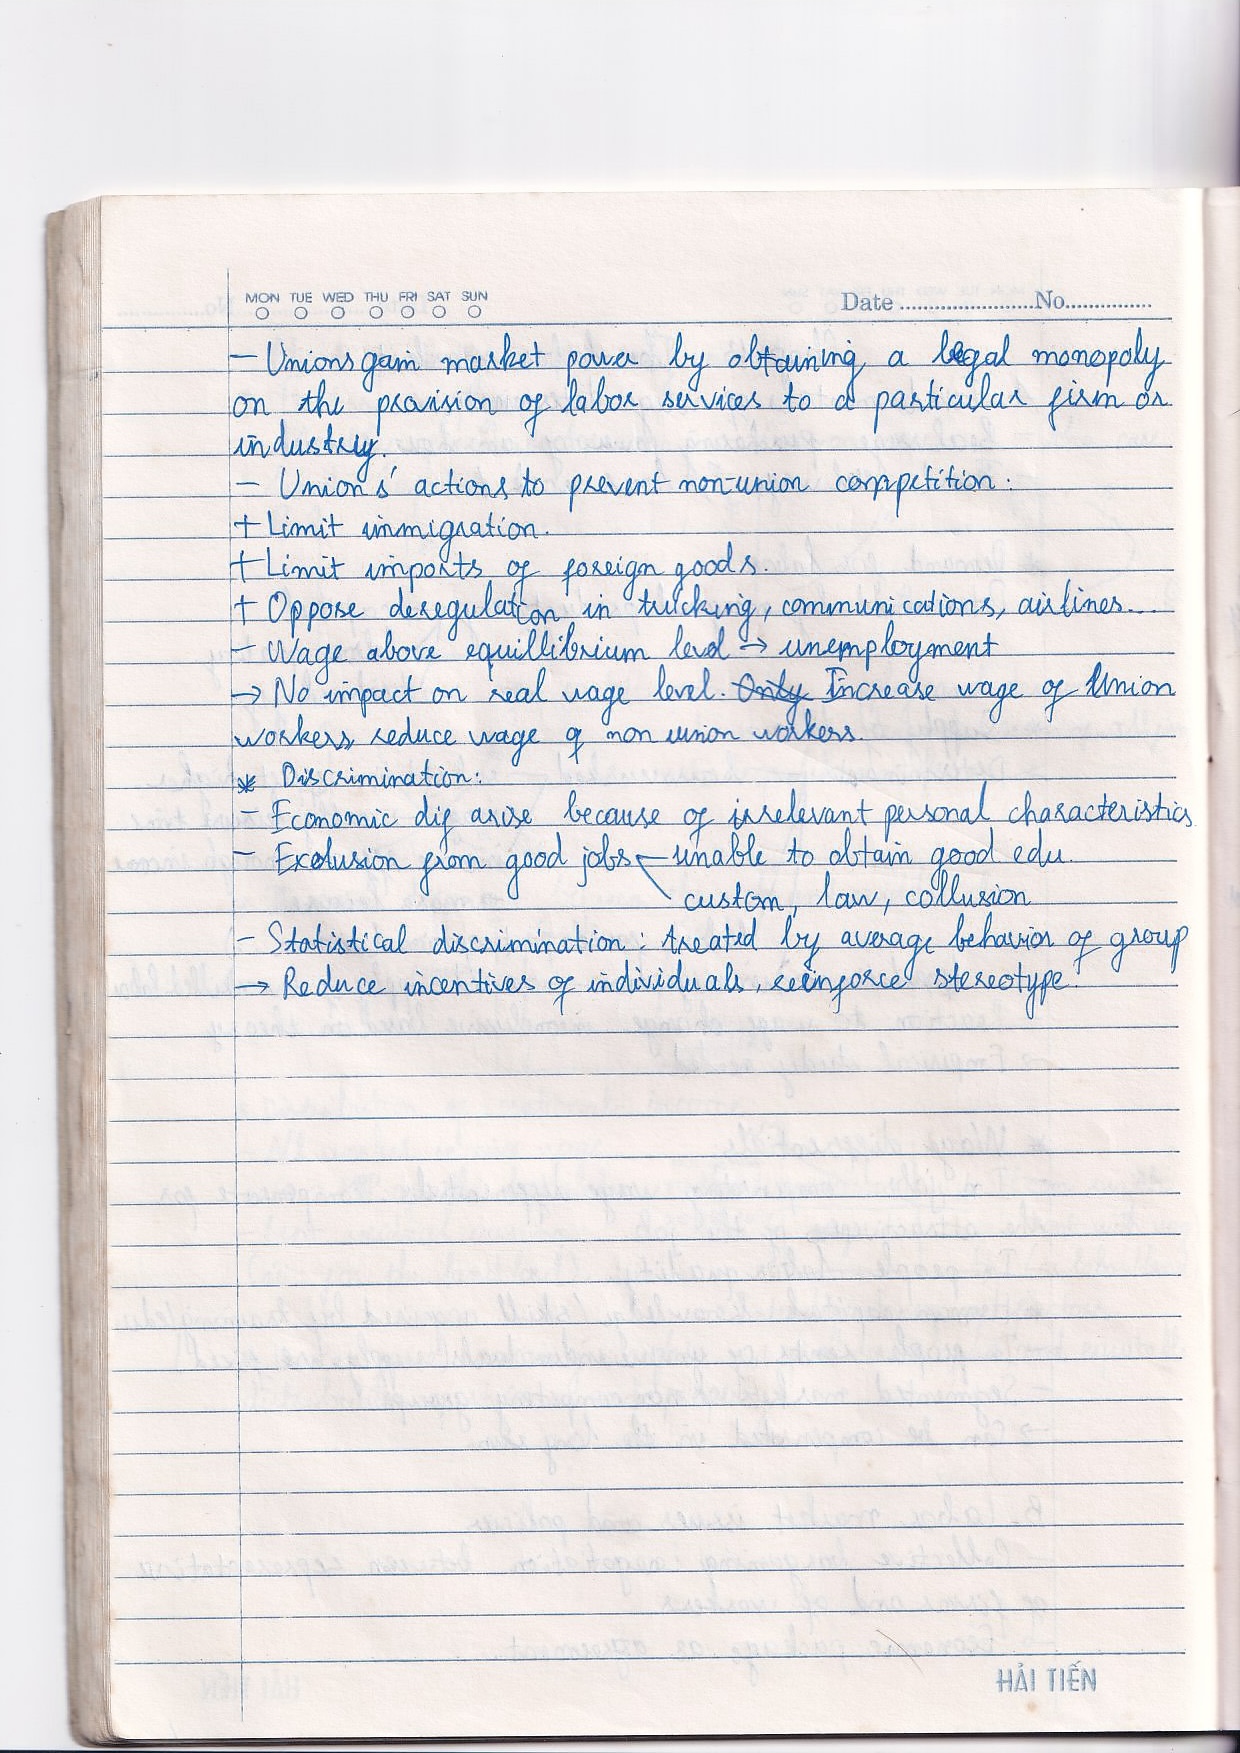 MON TUE WED THU FRI SAT SUN
Date ........................ No................
- Unions gain market power by obtaining a legal monopoly
on the provision of labor services to a particular firm or
industry.
- Union's actions to prevent non-union competition:
+ Limit immigration.
+ Limit imports of foreign goods.
+ Oppose deregulation in trucking, communications, airlines...
- Wage above equillibrium level → unemployment
→ No impact on real wage level. Only Increase wage of Union
workers, reduce wage of non union workers.
* Discrimination:
- Economic dif arise because of irrelevant personal characteristics
- Exclusion from good jobs ← unable to obtain good edu.
custom, law, collusion
- Statistical discrimination: treated by average behavior of group
→ Reduce incentives of individuals, reinforce stereotype.
HẢI TIẾN